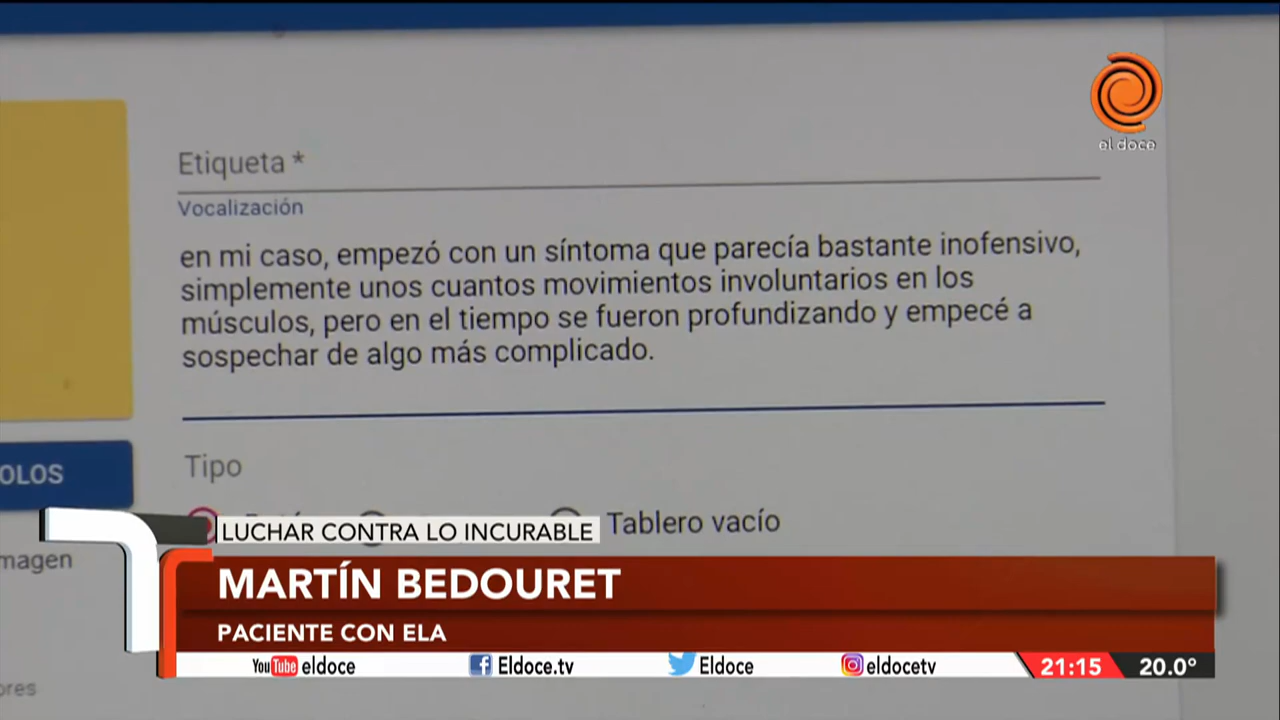 el doce
Etiqueta *
Vocalización
en mi caso, empezó con un síntoma que parecía bastante inofensivo,
simplemente unos cuantos movimientos involuntarios en los
músculos, pero en el tiempo se fueron profundizando y empecé a
sospechar de algo más complicado.
OLOS
Tipo
Tablero vacío
LUCHAR CONTRA LO INCURABLE
magen
MARTÍN BEDOURET
PACIENTE CON ELA
YouTube eldoce
Eldoce.tv
Eldoce
eldocetv
21:15
20.0°
ores